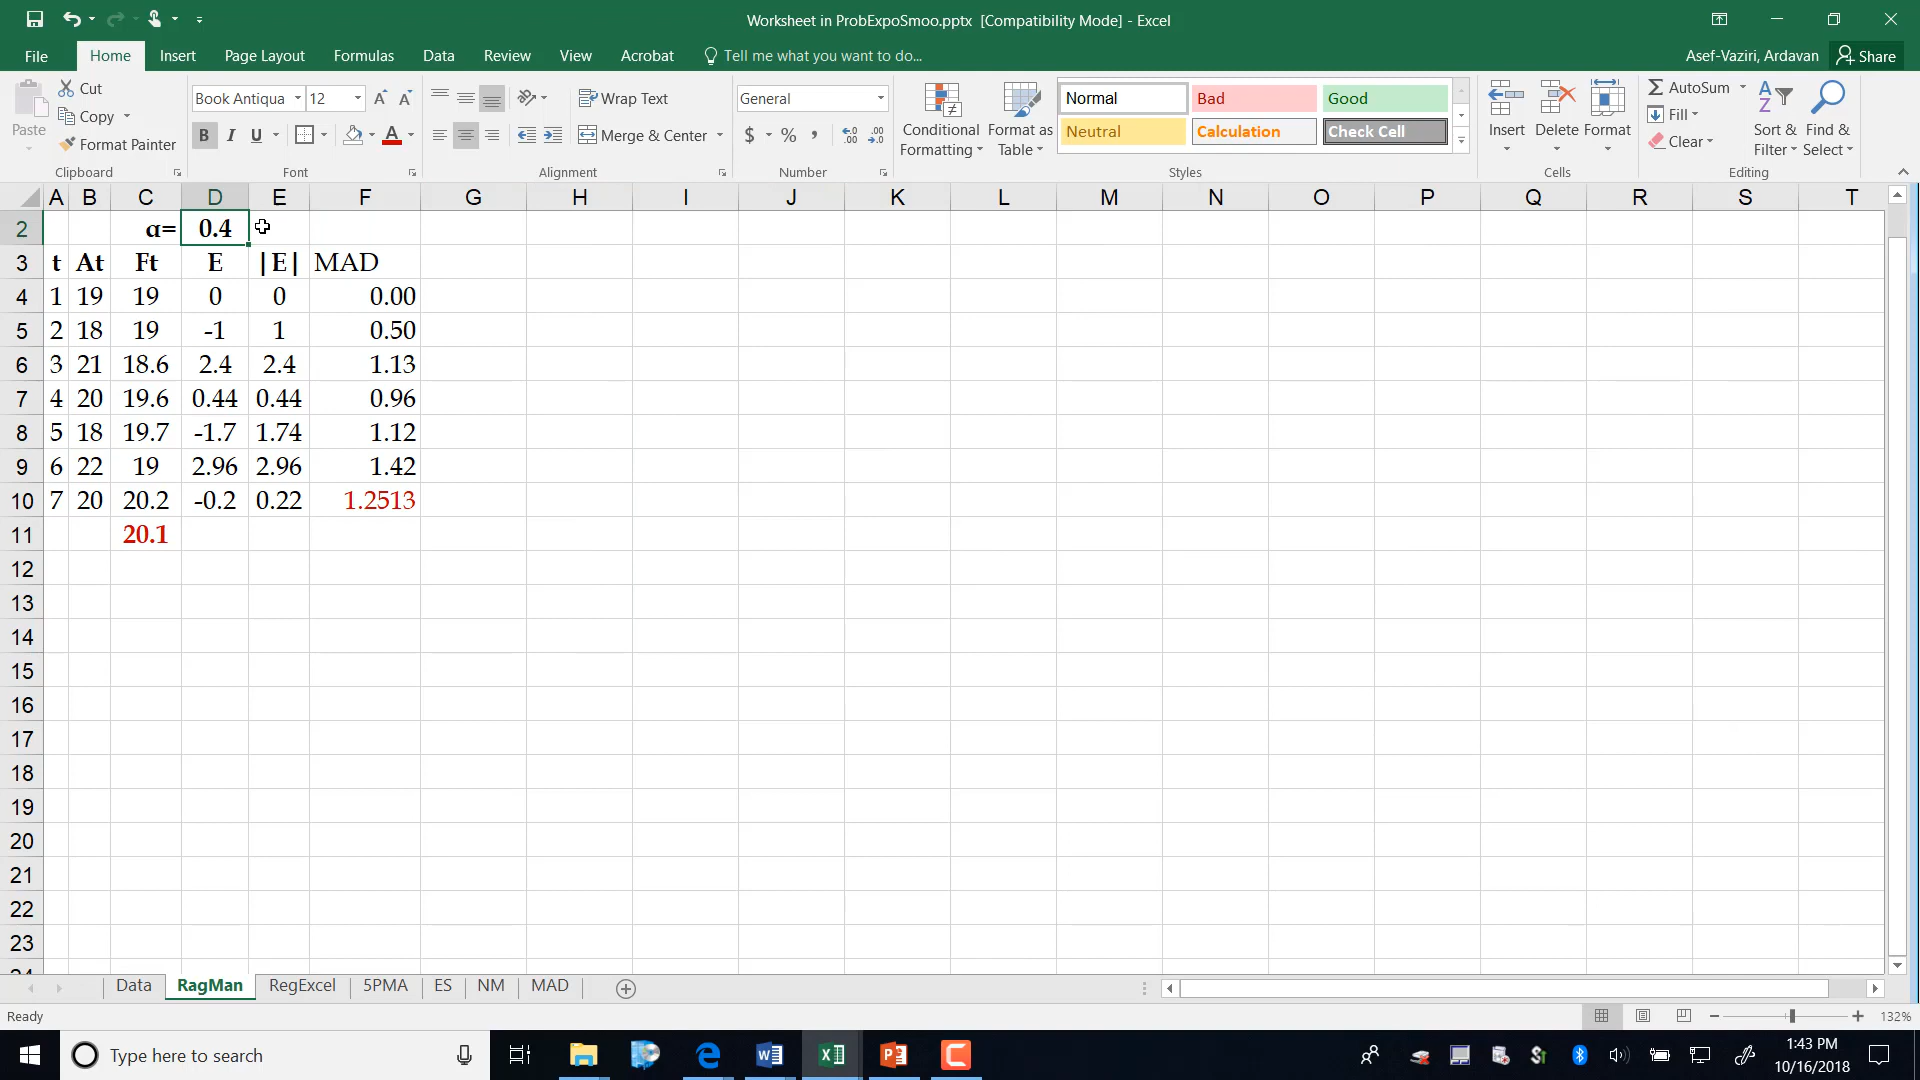 Worksheet in ProbExpoSmoo.pptx [Compatibility Mode] - Excel
File Home Insert Page Layout Formulas Data Review View Acrobat Tell me what you want to do... Asef-Vaziri, Ardavan Share
Paste Cut Copy Format Painter Clipboard
Book Antiqua 12 B I U Font
Wrap Text Merge & Center Alignment
General $ % , Number
Conditional Formatting Format as Table
Normal Bad Good
Neutral Calculation Check Cell
Styles
Insert Delete Format Cells
AutoSum Fill Clear Sort & Filter Find & Select Editing
A B C D E F G H I J K L M N O P Q R S T
2 α= 0.4
3 t At Ft E |E| MAD
4 1 19 19 0 0 0.00
5 2 18 19 -1 1 0.50
6 3 21 18.6 2.4 2.4 1.13
7 4 20 19.6 0.44 0.44 0.96
8 5 18 19.7 -1.7 1.74 1.12
9 6 22 19 2.96 2.96 1.42
10 7 20 20.2 -0.2 0.22 1.2513
11 20.1
12
13
14
15
16
17
18
19
20
21
22
23
24
Data RagMan RegExcel 5PMA ES NM MAD
Ready 132%
Type here to search
1:43 PM
10/16/2018